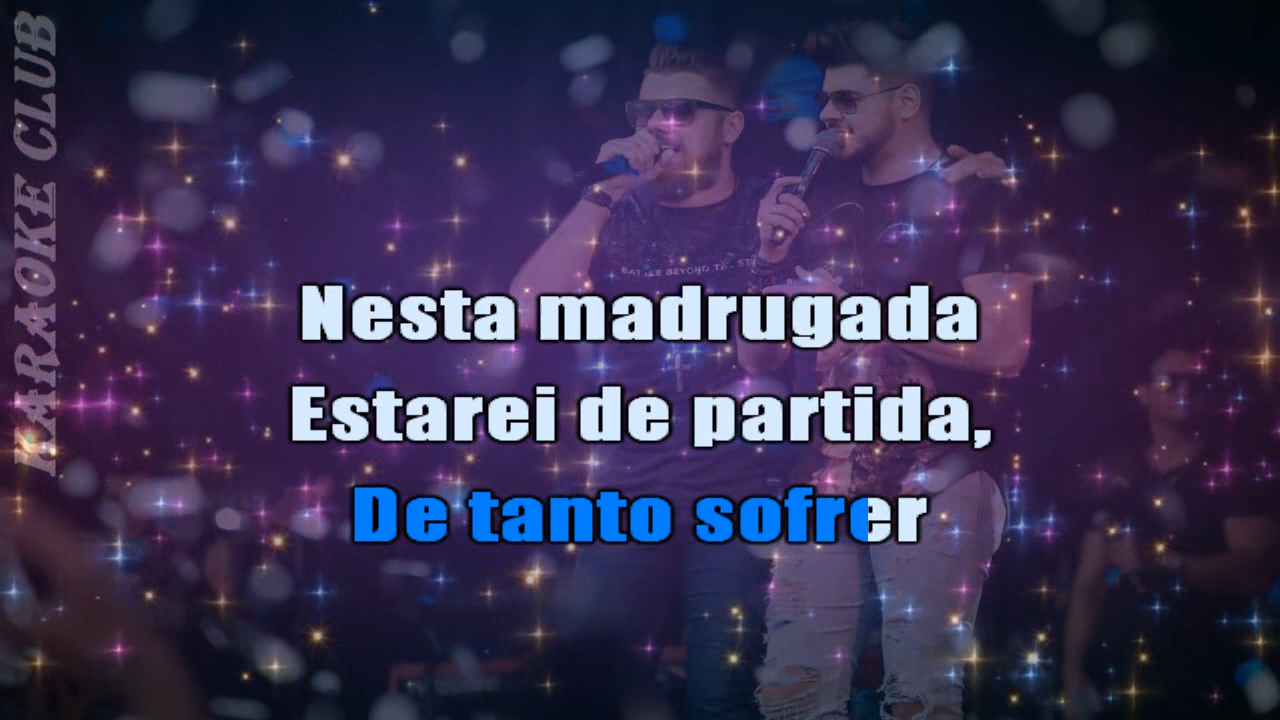 KARAOKE CLUB
Nesta madrugada
Estarei de partida,
De tanto sofrer